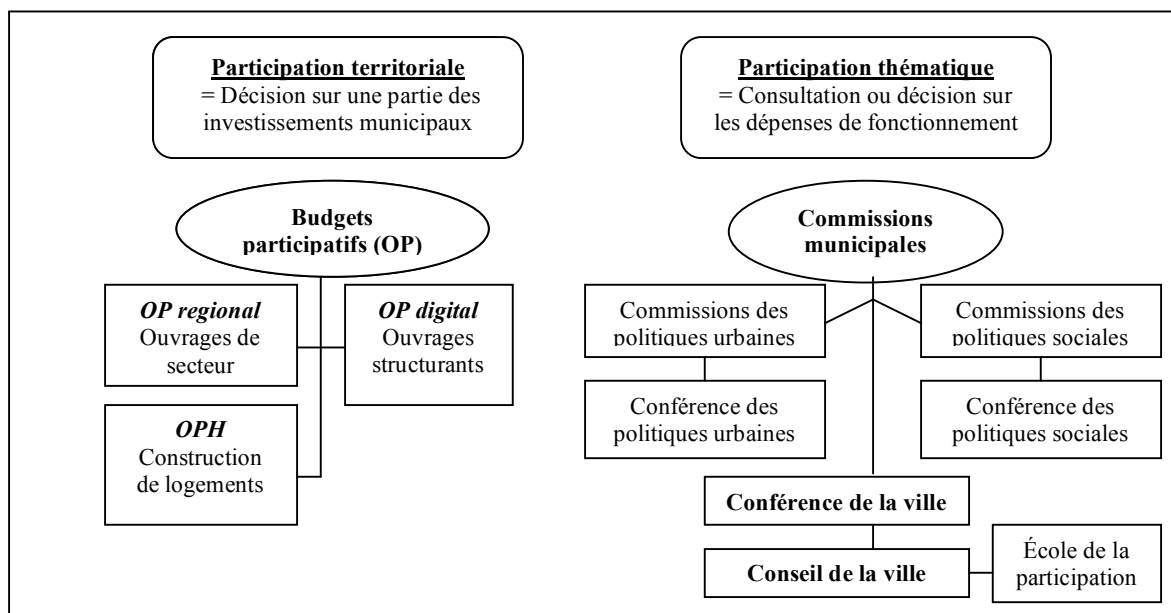 Participation territoriale
= Décision sur une partie des
investissements municipaux
Participation thématique
= Consultation ou décision sur
les dépenses de fonctionnement
Budgets
participatifs (OP)
Commissions
municipales
OP regional
Ouvrages de
secteur
OP digital
Ouvrages
structurants
OPH
Construction
de logements
Commissions des
politiques urbaines
Commissions des
politiques sociales
Conférence des
politiques urbaines
Conférence des
politiques sociales
Conférence de la ville
Conseil de la ville
École de la
participation